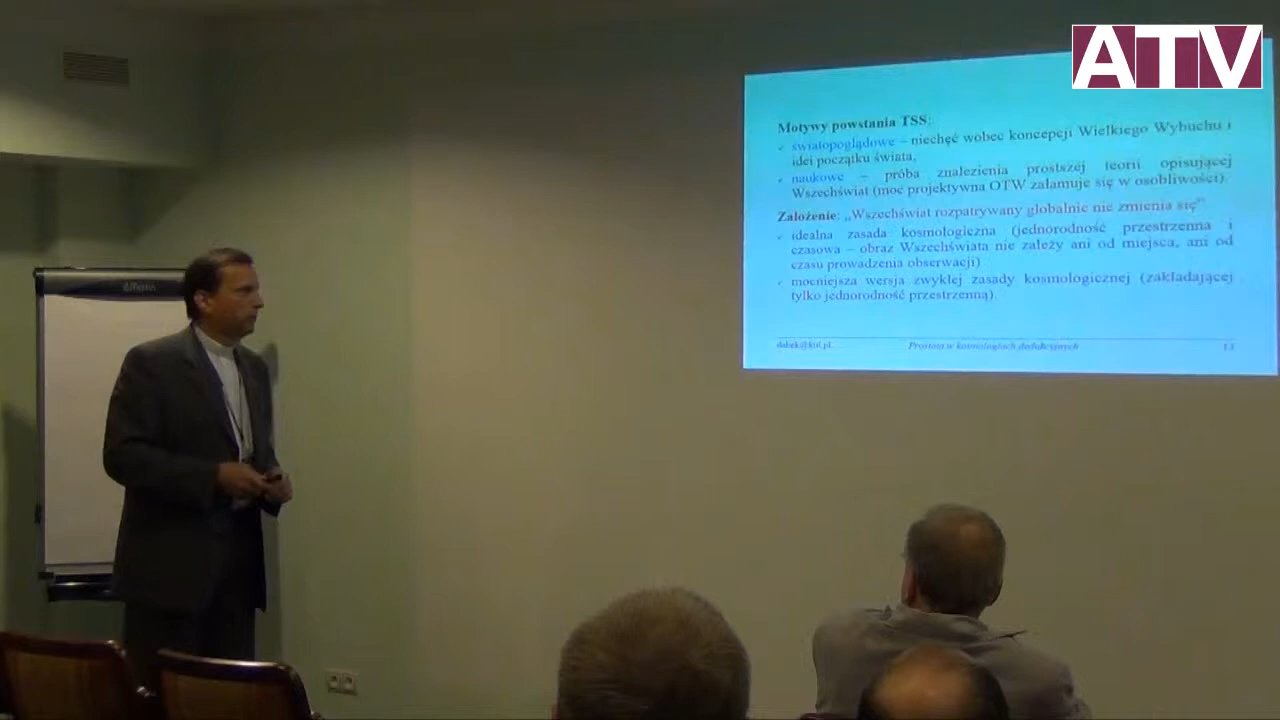 ATV
Motywy powstania TSS:
✓ światopoglądowe – niechęć wobec koncepcji Wielkiego Wybuchu i
idei początku świata,
✓ naukowe – próba znalezienia prostszej teorii opisującej
Wszechświat (moc projektywna OTW załamuje się w osobliwości).
Założenie: „Wszechświat rozpatrywany globalnie nie zmienia się”
✓ idealna zasada kosmologiczna (jednorodność przestrzenna i
czasowa – obraz Wszechświata nie zależy ani od miejsca, ani od
czasu prowadzenia obserwacji)
✓ mocniejsza wersja zwykłej zasady kosmologicznej (zakładającej
tylko jednorodność przestrzenną).
Prostota w kosmologiach dedukcyjnych